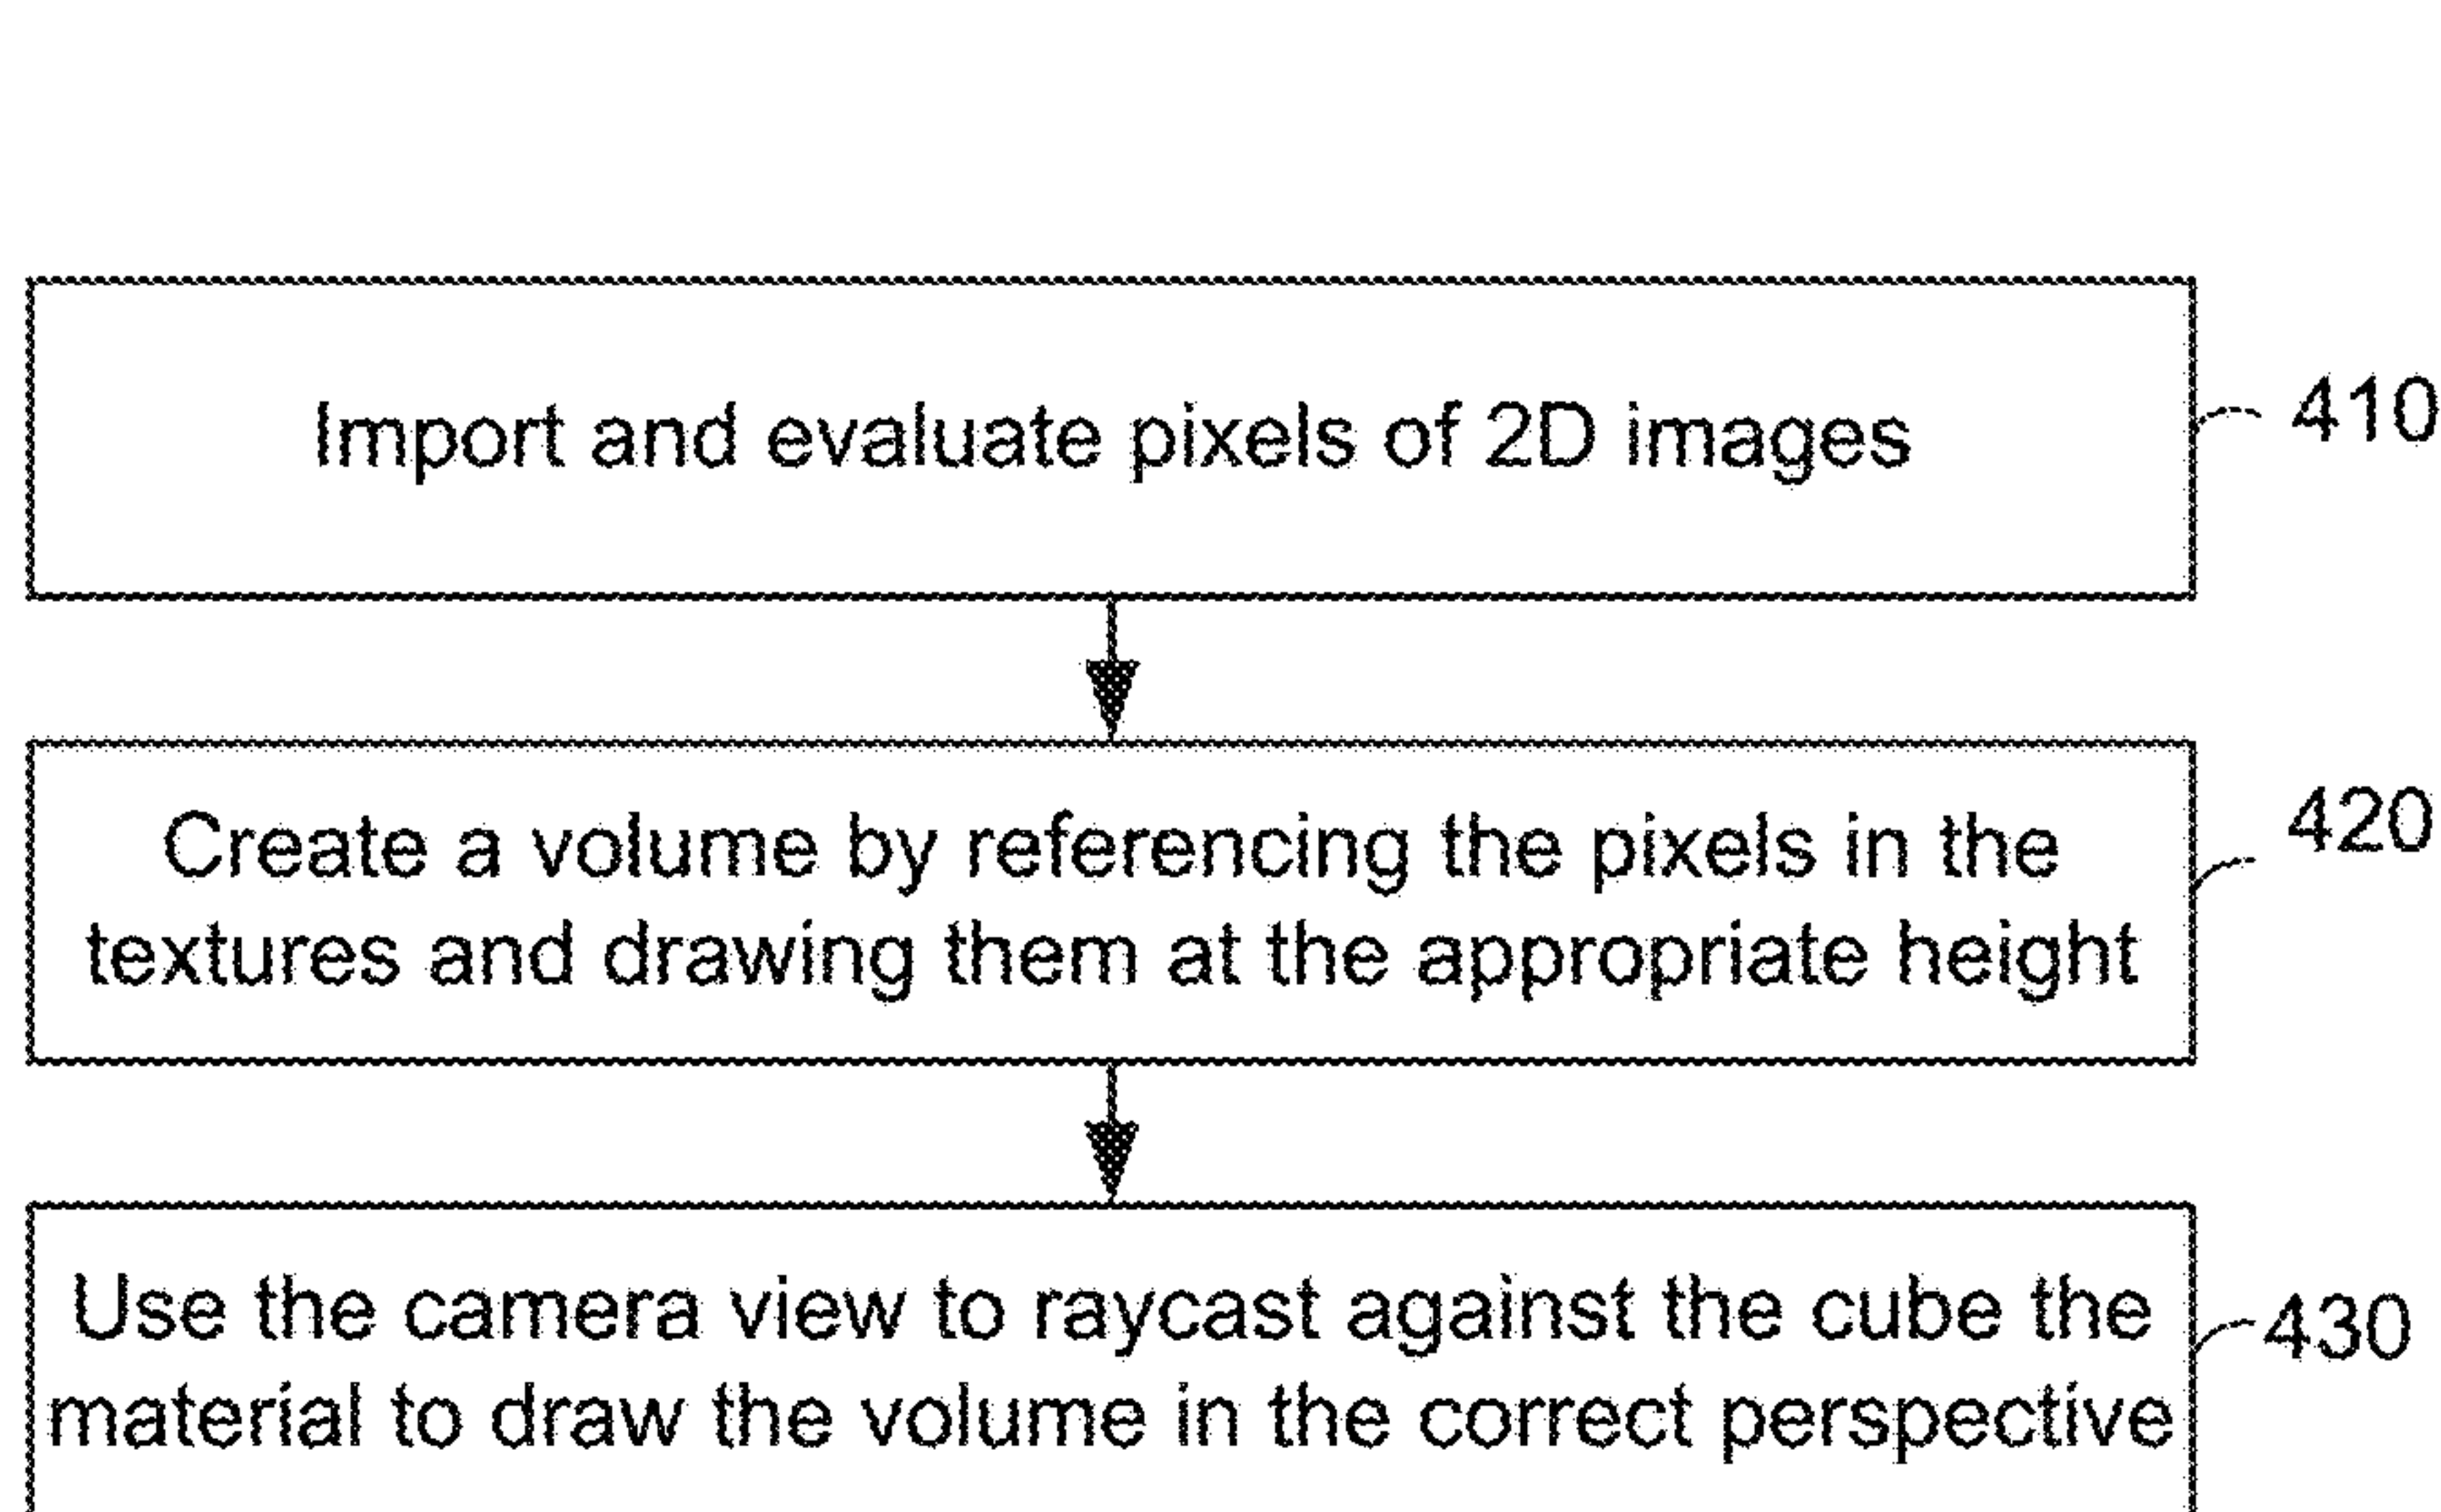 Import and evaluate pixels of 2D images
410
Create a volume by referencing the pixels in the
textures and drawing them at the appropriate height
420
Use the camera view to raycast against the cube the
material to draw the volume in the correct perspective
430